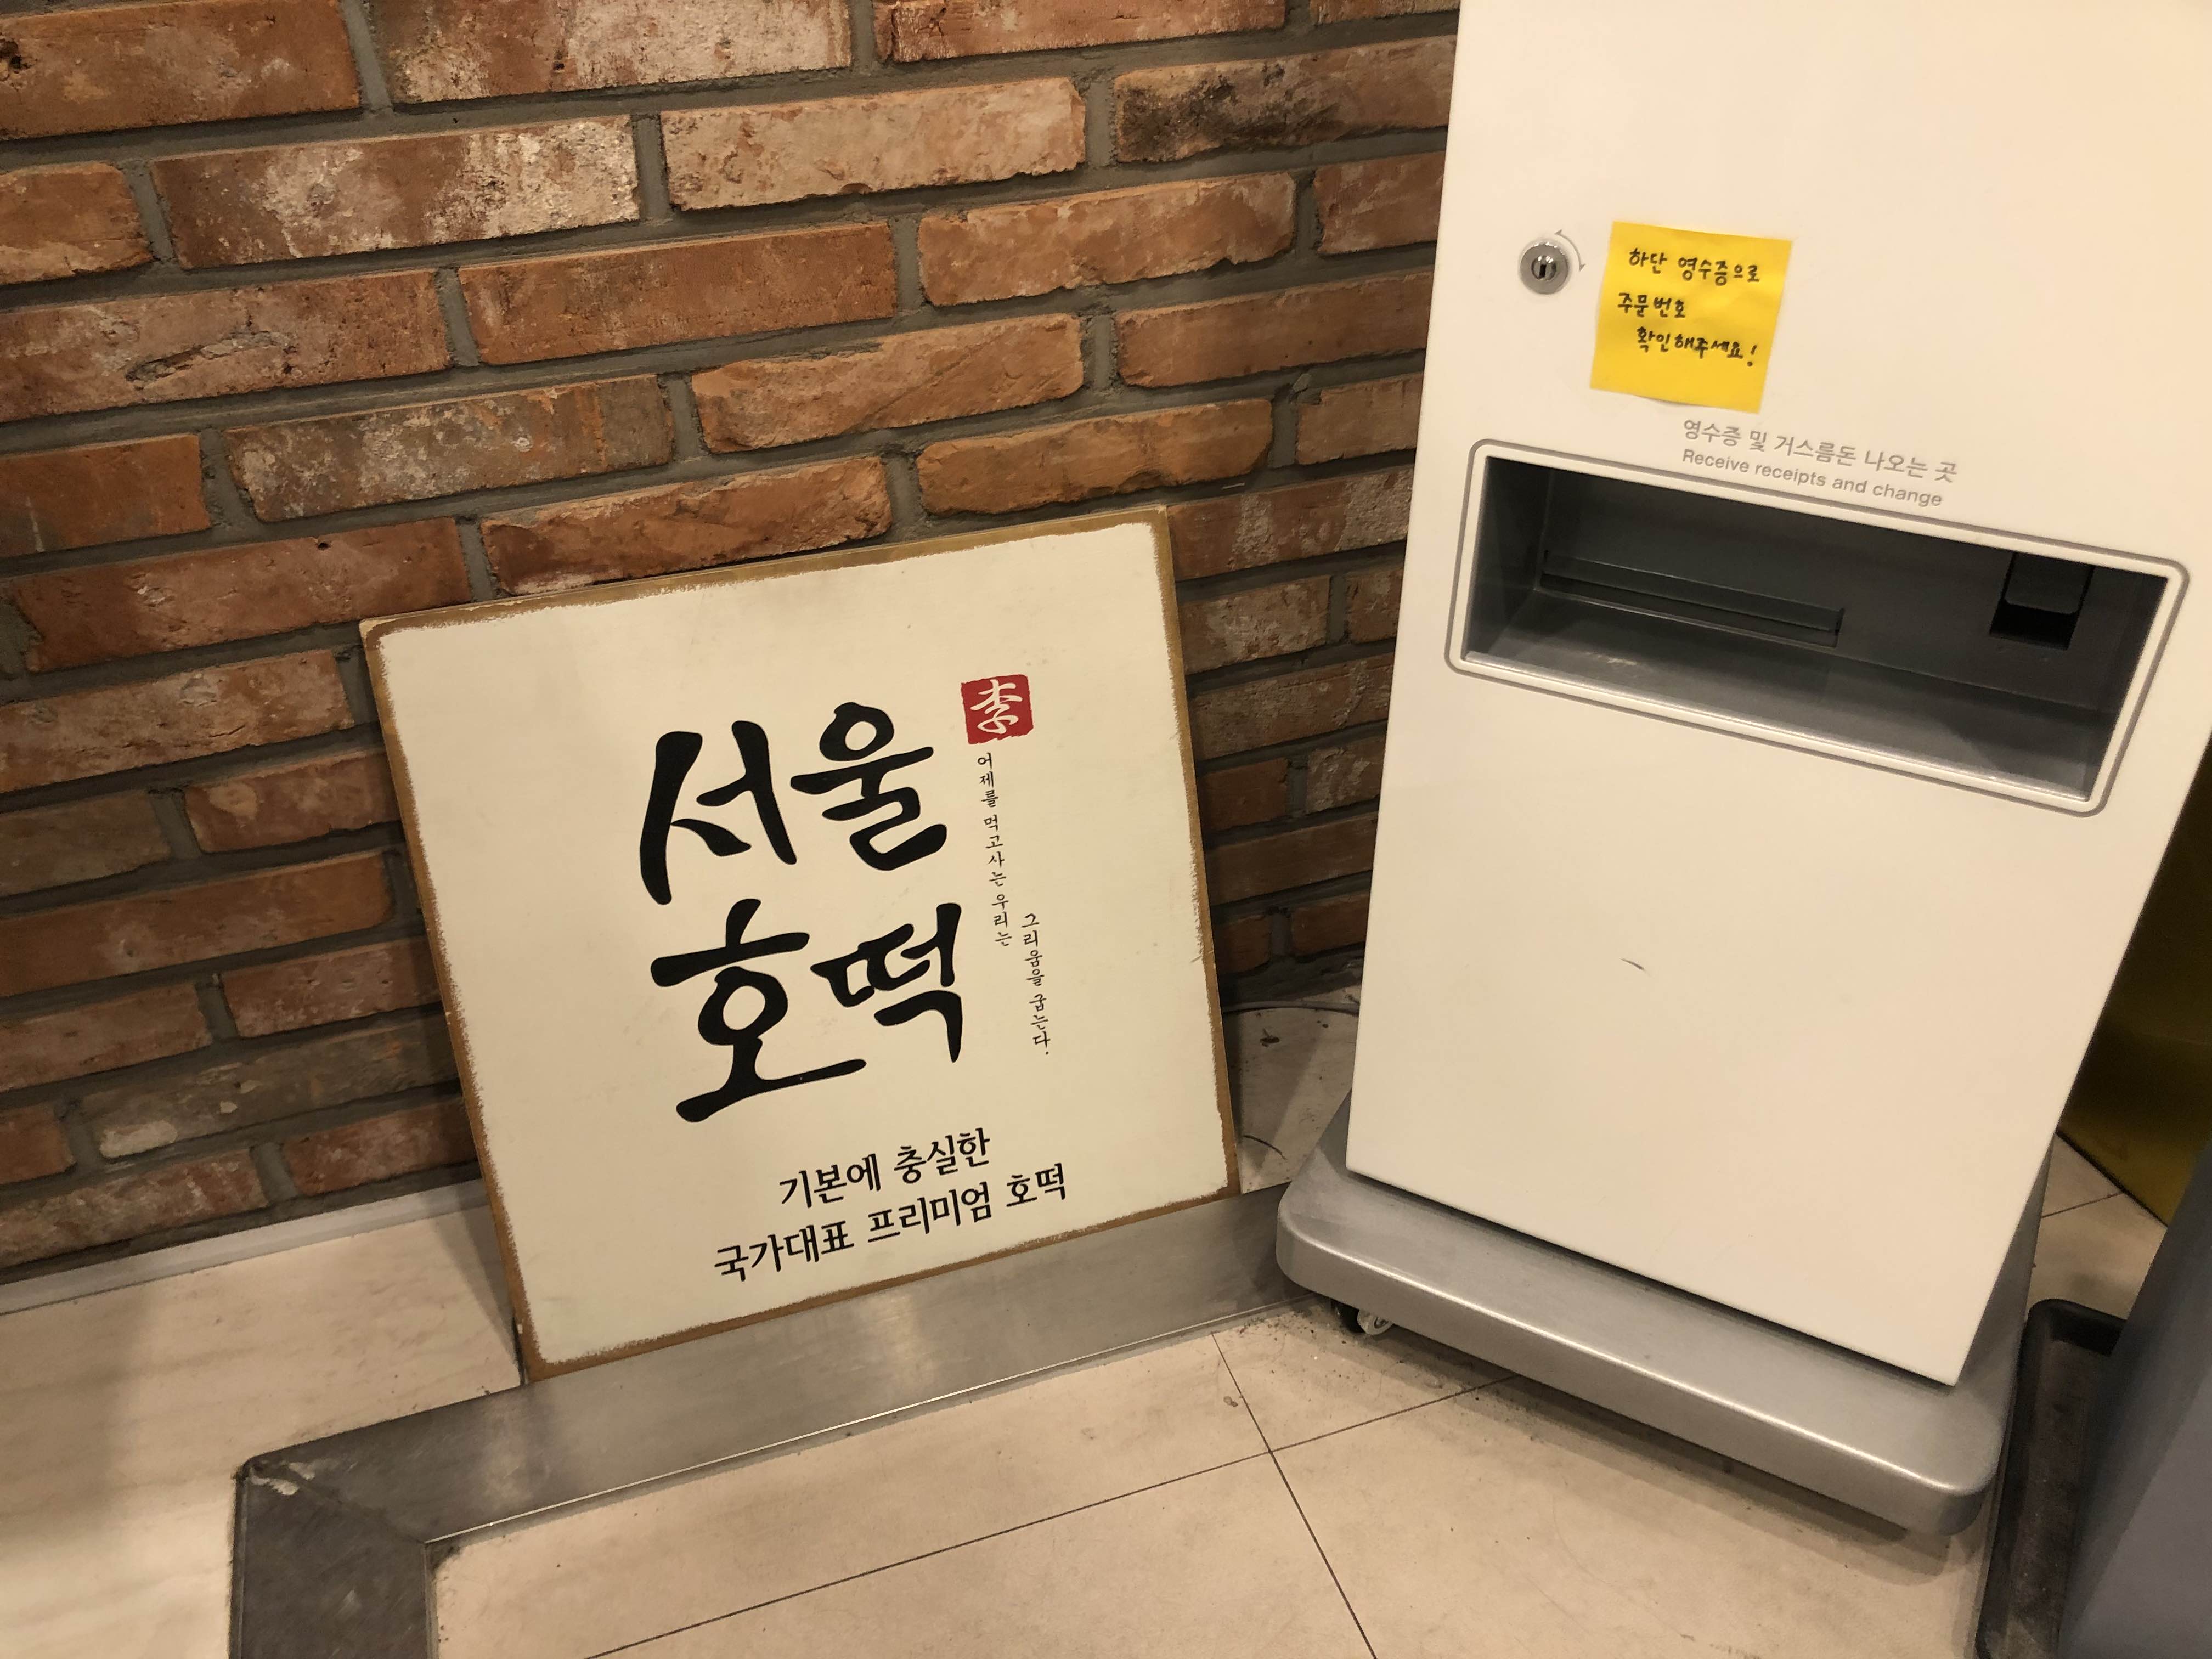 서울
호떡
李
어제를 먹고사는 우리는
그리움을 굽는다.
기본에 충실한
국가대표 프리미엄 호떡
하단 영수증으로
주문번호
확인해주세요!
영수증 및 거스름돈 나오는 곳
Receive receipts and change